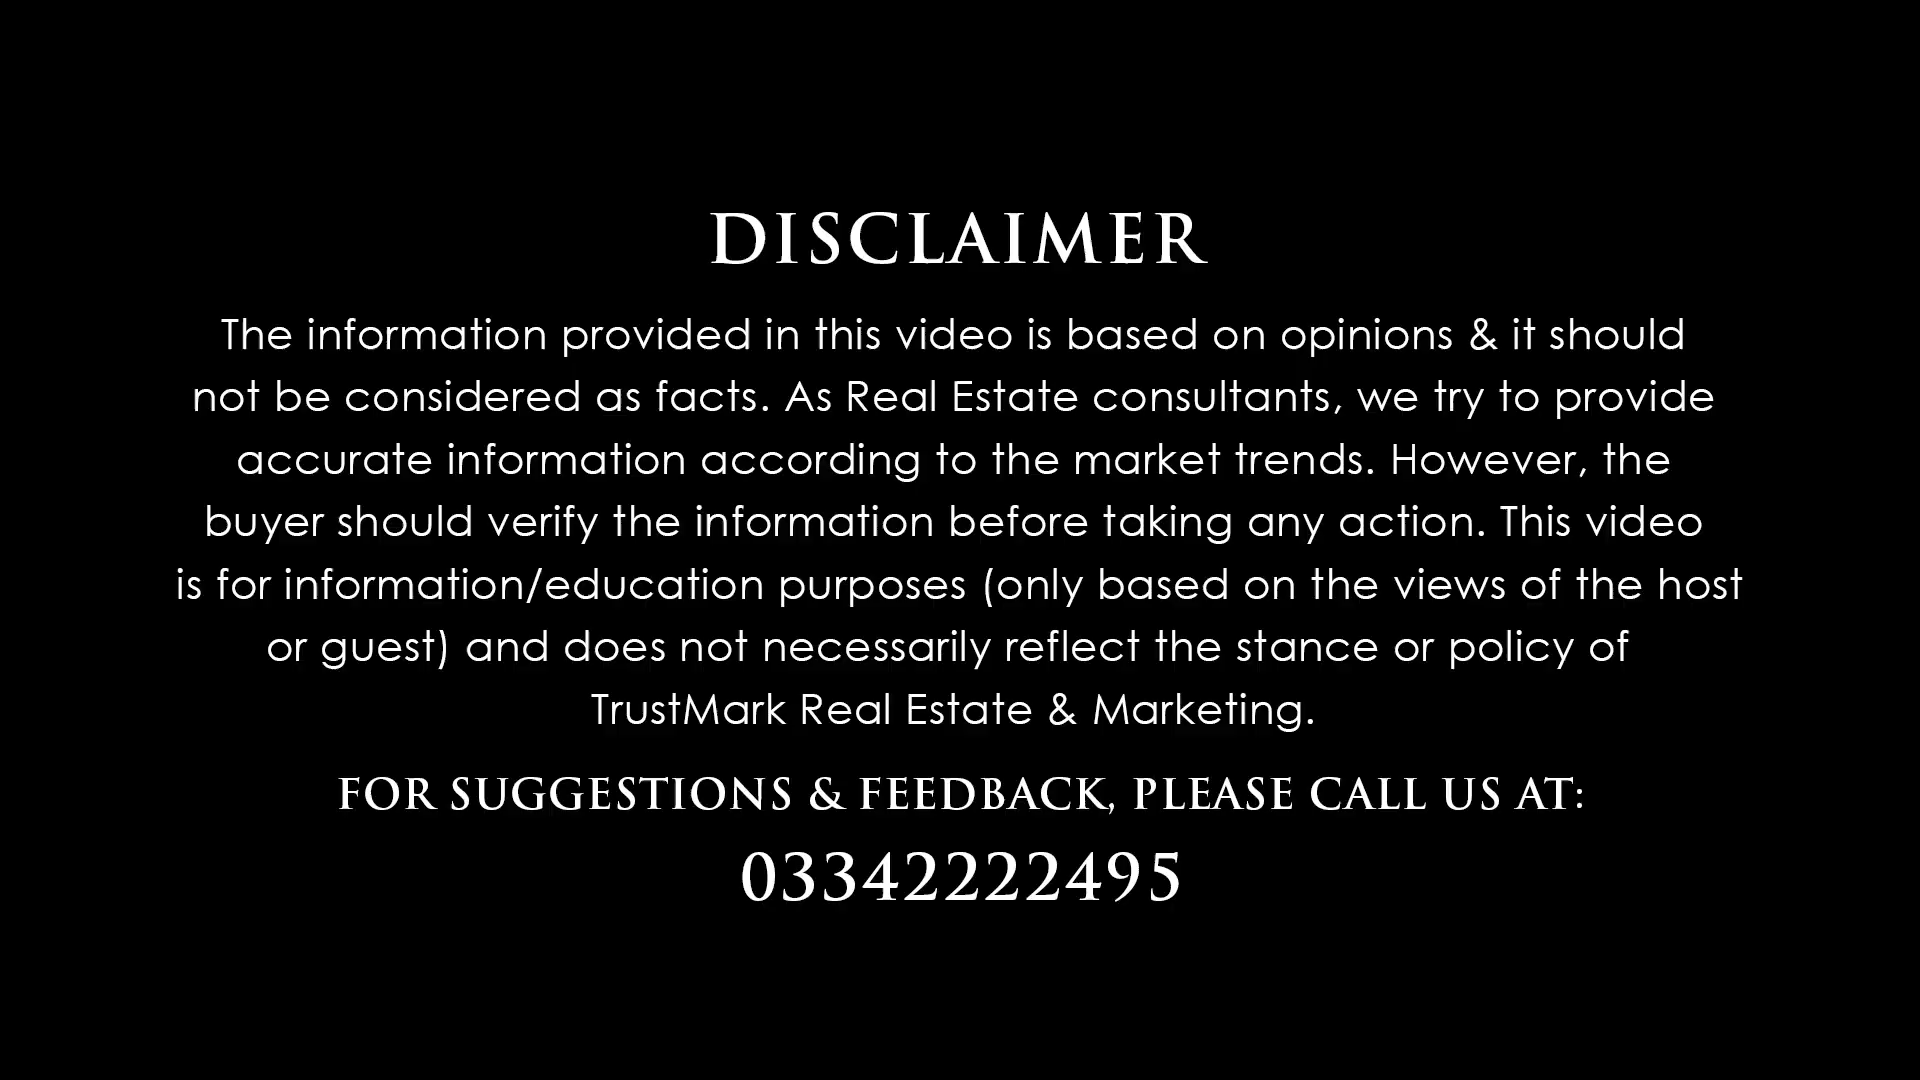 DISCLAIMER
The information provided in this video is based on opinions & it should
not be considered as facts. As Real Estate consultants, we try to provide
accurate information according to the market trends. However, the
buyer should verify the information before taking any action. This video
is for information/education purposes (only based on the views of the host
or guest) and does not necessarily reflect the stance or policy of
TrustMark Real Estate & Marketing.
FOR SUGGESTIONS & FEEDBACK, PLEASE CALL US AT:
03342222495